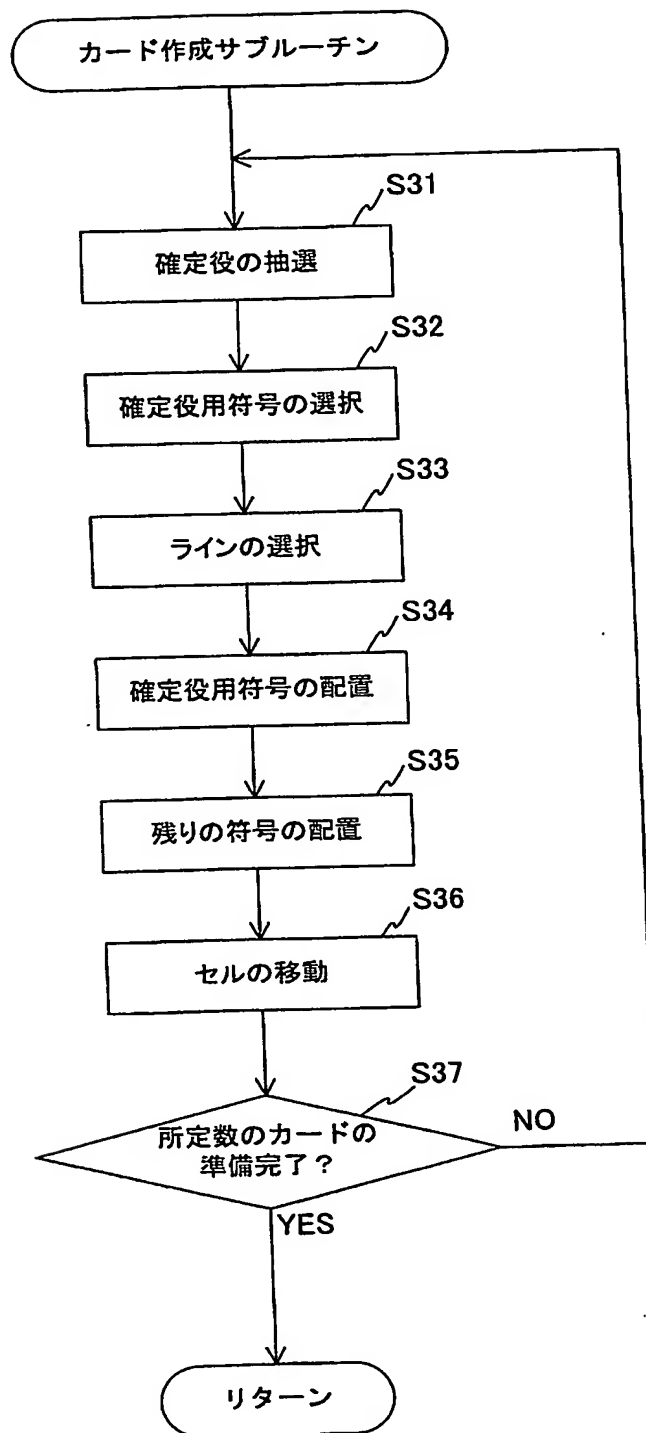 カード作成サブルーチン
S31
確定役の抽選
S32
確定役用符号の選択
S33
ラインの選択
S34
確定役用符号の配置
S35
残りの符号の配置
S36
セルの移動
S37
所定数のカードの
準備完了?
NO
YES
リターン